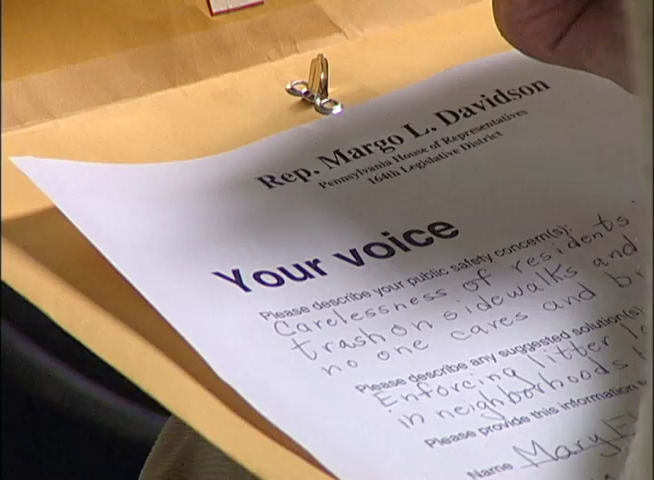 Rep. Margo L. Davidson
Pennsylvania House of Representatives
164th Legislative District
Your voice
Please describe your public safety concern(s):
Carelessness of residents
trash on sidewalks and
no one cares and
Please describe any suggested solution(s)
Enforcing litter
in neighborhoods
Please provide this information
Name Mary